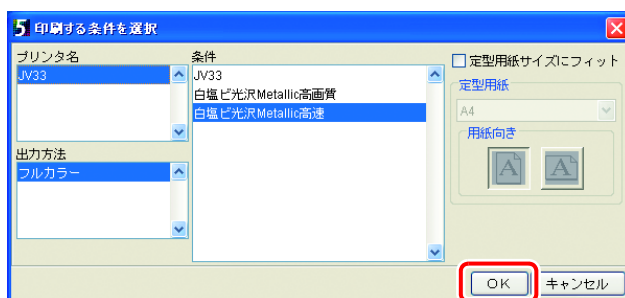 5 印刷する条件を選択
プリンタ名
JV33
出力方法
フルカラー
条件
JV33
白塩ビ光沢Metallic高画質
白塩ビ光沢Metallic高速
定型用紙サイズにフィット
定型用紙
A4
用紙向き
A A
OK キャンセル